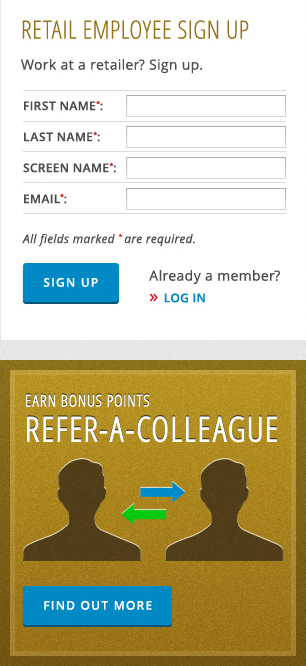 RETAIL EMPLOYEE SIGN UP
Work at a retailer? Sign up.
FIRST NAME*:
LAST NAME*:
SCREEN NAME*:
EMAIL*:
All fields marked * are required.
SIGN UP
Already a member?
» LOG IN
EARN BONUS POINTS
REFER-A-COLLEAGUE
FIND OUT MORE